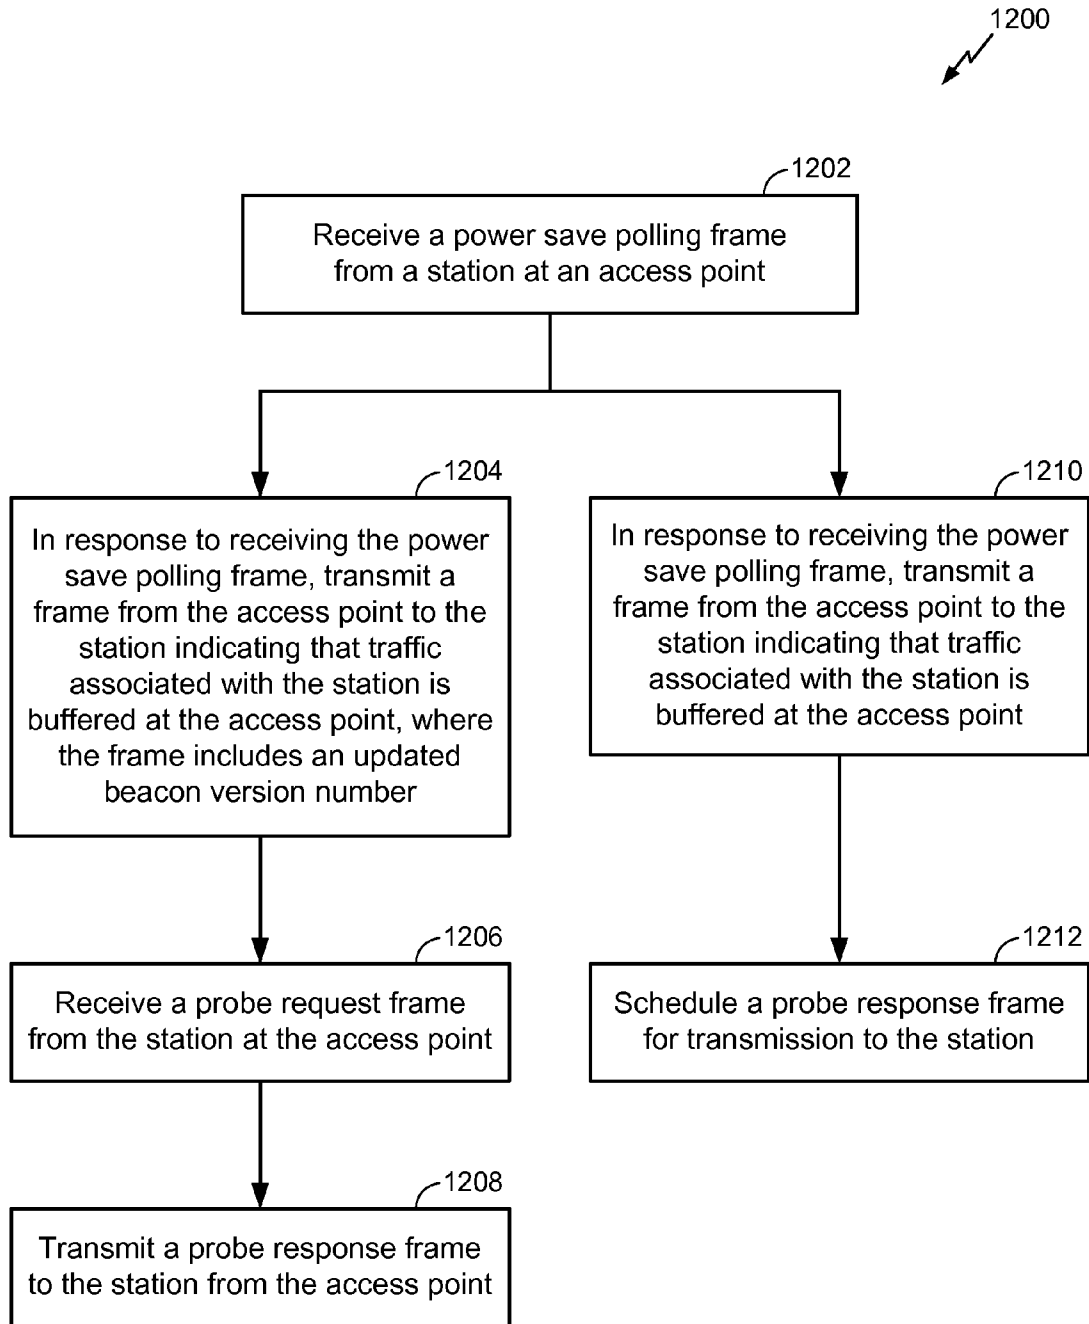 1200
1202
Receive a power save polling frame
from a station at an access point
1204
In response to receiving the power
save polling frame, transmit a
frame from the access point to the
station indicating that traffic
associated with the station is
buffered at the access point, where
the frame includes an updated
beacon version number
1210
In response to receiving the power
save polling frame, transmit a
frame from the access point to the
station indicating that traffic
associated with the station is
buffered at the access point
1206
Receive a probe request frame
from the station at the access point
1212
Schedule a probe response frame
for transmission to the station
1208
Transmit a probe response frame
to the station from the access point